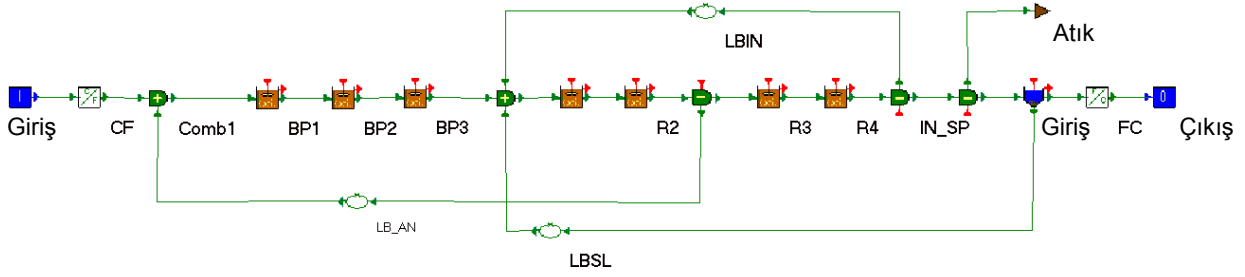 LBIN
Atık
Giriş
CF
Comb1
BP1
BP2
BP3
R2
R3
R4
IN_SP
Giriş
FC
Çıkış
LB_AN
LBSL